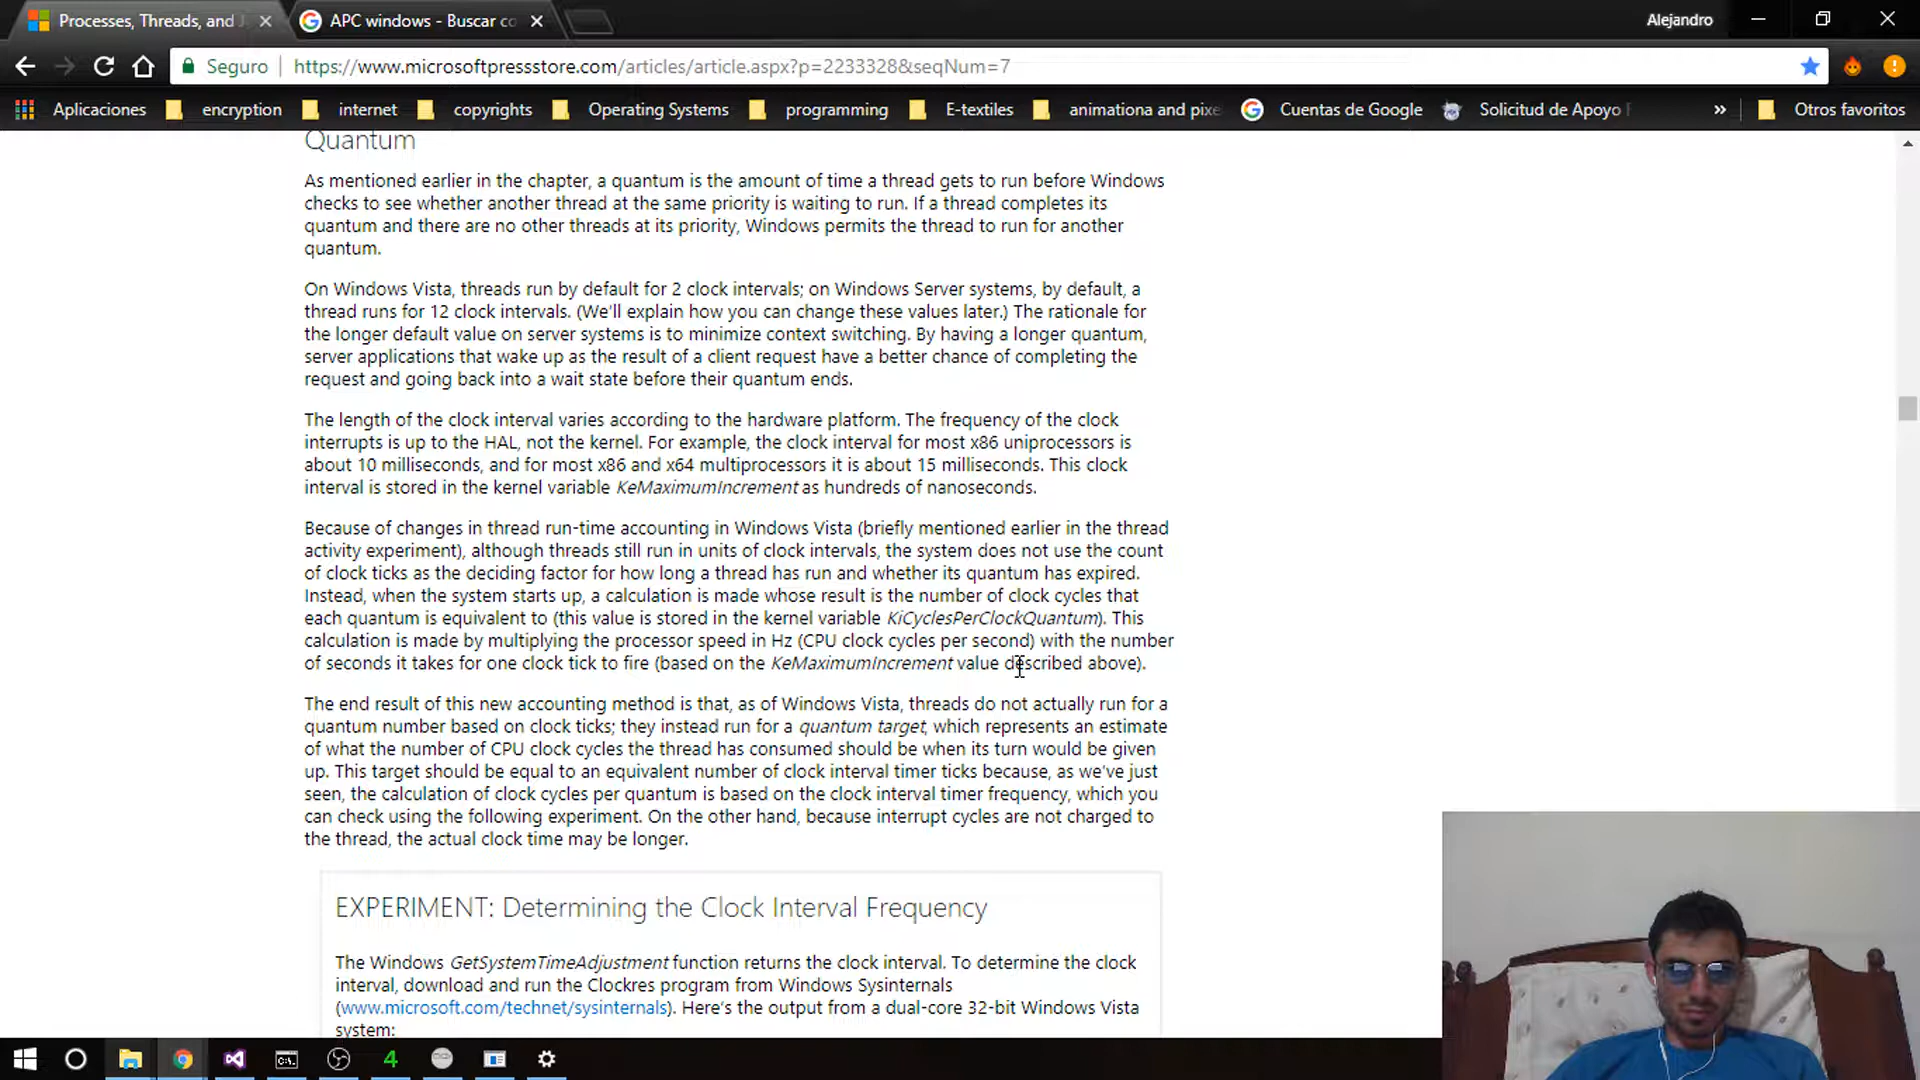 Processes, Threads, and J
APC windows - Buscar co
Alejandro
Seguro
https://www.microsoftpressstore.com/articles/article.aspx?p=2233328&seqNum=7
Aplicaciones
encryption
internet
copyrights
Operating Systems
programming
E-textiles
animationa and pixe
Cuentas de Google
Solicitud de Apoyo
»
Otros favoritos
Quantum
As mentioned earlier in the chapter, a quantum is the amount of time a thread gets to run before Windows
checks to see whether another thread at the same priority is waiting to run. If a thread completes its
quantum and there are no other threads at its priority, Windows permits the thread to run for another
quantum.
On Windows Vista, threads run by default for 2 clock intervals; on Windows Server systems, by default, a
thread runs for 12 clock intervals. (We'll explain how you can change these values later.) The rationale for
the longer default value on server systems is to minimize context switching. By having a longer quantum,
server applications that wake up as the result of a client request have a better chance of completing the
request and going back into a wait state before their quantum ends.
The length of the clock interval varies according to the hardware platform. The frequency of the clock
interrupts is up to the HAL, not the kernel. For example, the clock interval for most x86 uniprocessors is
about 10 milliseconds, and for most x86 and x64 multiprocessors it is about 15 milliseconds. This clock
interval is stored in the kernel variable KeMaximumIncrement as hundreds of nanoseconds.
Because of changes in thread run-time accounting in Windows Vista (briefly mentioned earlier in the thread
activity experiment), although threads still run in units of clock intervals, the system does not use the count
of clock ticks as the deciding factor for how long a thread has run and whether its quantum has expired.
Instead, when the system starts up, a calculation is made whose result is the number of clock cycles that
each quantum is equivalent to (this value is stored in the kernel variable KiCyclesPerClockQuantum). This
calculation is made by multiplying the processor speed in Hz (CPU clock cycles per second) with the number
of seconds it takes for one clock tick to fire (based on the KeMaximumIncrement value described above).
The end result of this new accounting method is that, as of Windows Vista, threads do not actually run for a
quantum number based on clock ticks; they instead run for a quantum target, which represents an estimate
of what the number of CPU clock cycles the thread has consumed should be when its turn would be given
up. This target should be equal to an equivalent number of clock interval timer ticks because, as we've just
seen, the calculation of clock cycles per quantum is based on the clock interval timer frequency, which you
can check using the following experiment. On the other hand, because interrupt cycles are not charged to
the thread, the actual clock time may be longer.
EXPERIMENT: Determining the Clock Interval Frequency
The Windows GetSystemTimeAdjustment function returns the clock interval. To determine the clock
interval, download and run the Clockres program from Windows Sysinternals
(www.microsoft.com/technet/sysinternals). Here's the output from a dual-core 32-bit Windows Vista
system:
4